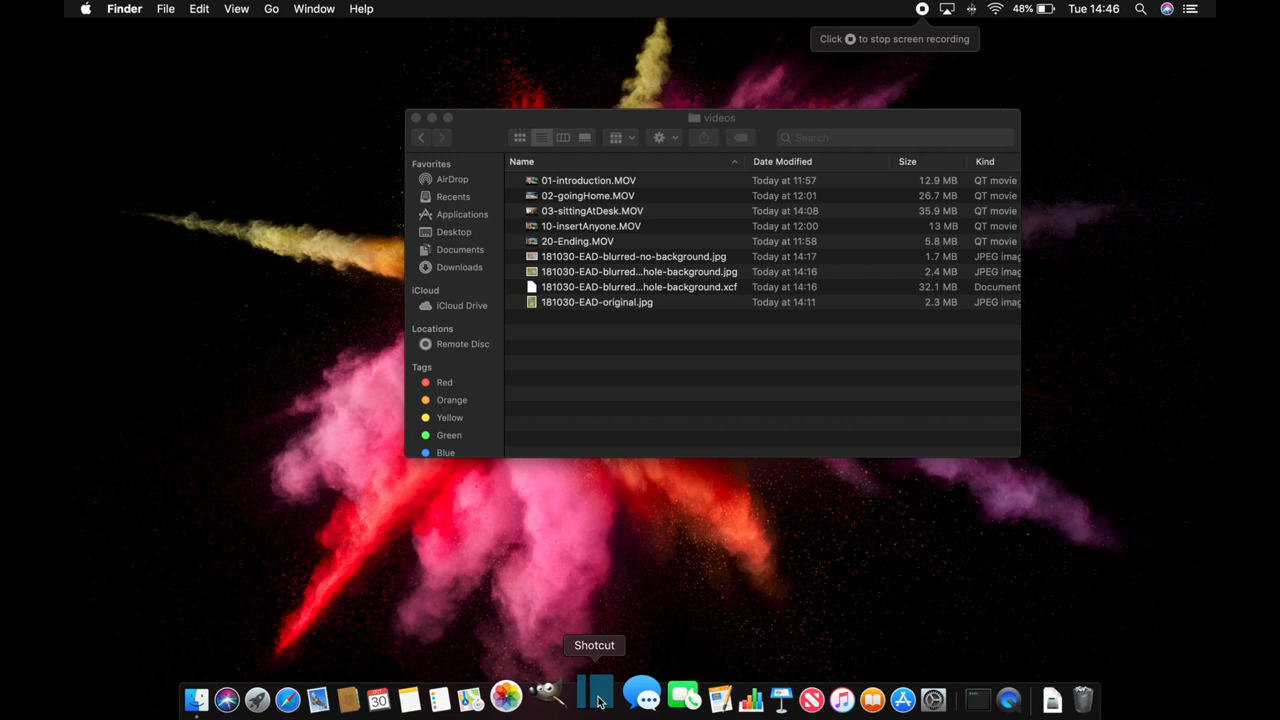 Finder File Edit View Go Window Help 48% Tue 14:46
Click to stop screen recording
videos
Search
Name Date Modified Size Kind
01-introduction.MOV Today at 11:57 12.9 MB QT movie
02-goingHome.MOV Today at 12:01 26.7 MB QT movie
03-sittingAtDesk.MOV Today at 14:08 35.9 MB QT movie
10-insertAnyone.MOV Today at 12:00 13 MB QT movie
20-Ending.MOV Today at 11:58 5.8 MB QT movie
181030-EAD-blurred-no-background.jpg Today at 14:17 1.7 MB JPEG imag
181030-EAD-blurred...hole-background.jpg Today at 14:16 2.4 MB JPEG imag
181030-EAD-blurred...hole-background.xcf Today at 14:16 32.1 MB Document
181030-EAD-original.jpg Today at 14:11 2.3 MB JPEG imag
Favorites
AirDrop
Recents
Applications
Desktop
Documents
Downloads
iCloud
iCloud Drive
Locations
Remote Disc
Tags
Red
Orange
Yellow
Green
Blue
Shotcut
30